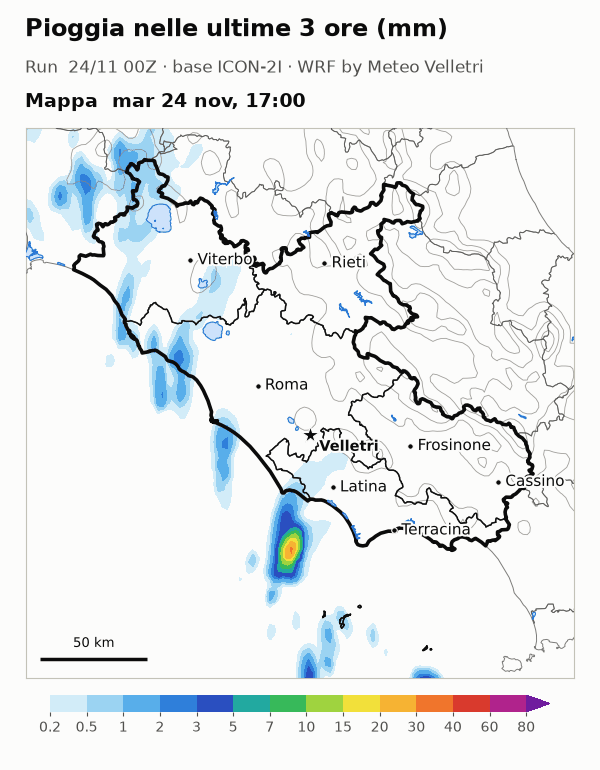 Pioggia nelle ultime 3 ore (mm)
Run  24/11 00Z · base ICON-2I · WRF by Meteo Velletri
Mappa  mar 24 nov, 17:00
Viterbo
Rieti
Roma
Velletri
Frosinone
Cassino
Latina
Terracina
50 km
0.2 0.5 1 2 3 5 7 10 15 20 30 40 60 80